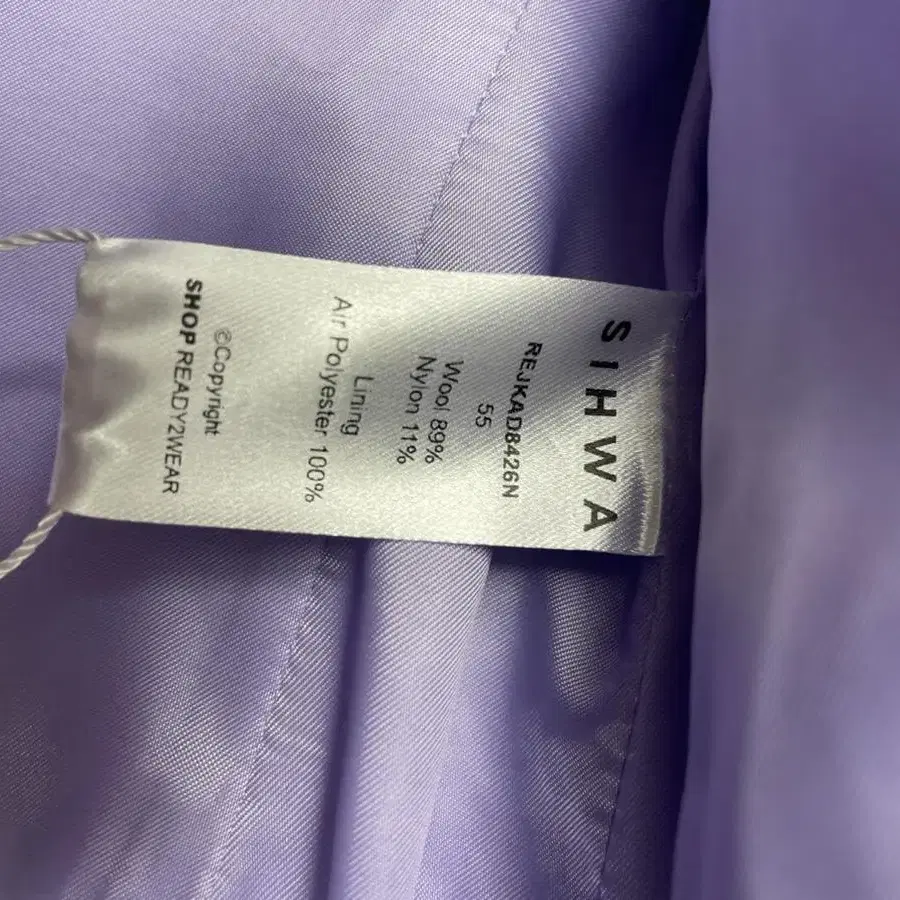 SIHWA
REJKAD8426N
55
Wool 89%
Nylon 11%
Lining
Air Polyester 100%
©Copyright
SHOP READY2WEAR